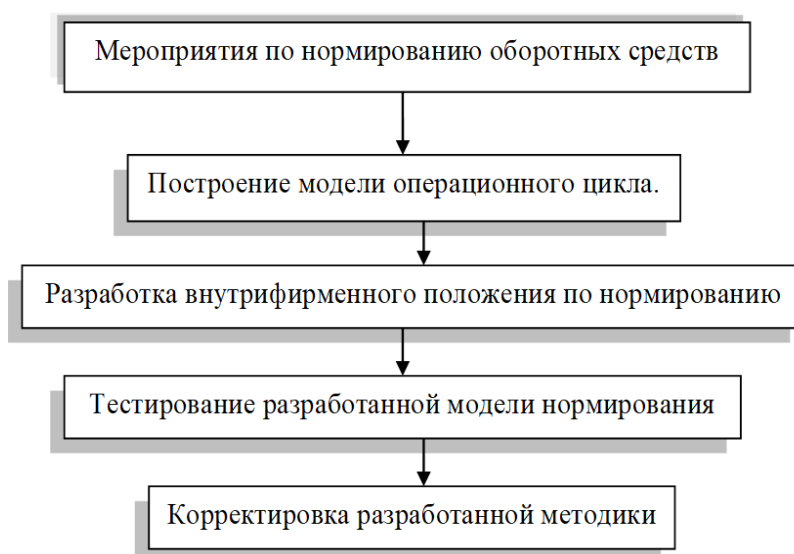 Мероприятия по нормированию оборотных средств
Построение модели операционного цикла.
Разработка внутрифирменного положения по нормированию
Тестирование разработанной модели нормирования
Корректировка разработанной методики